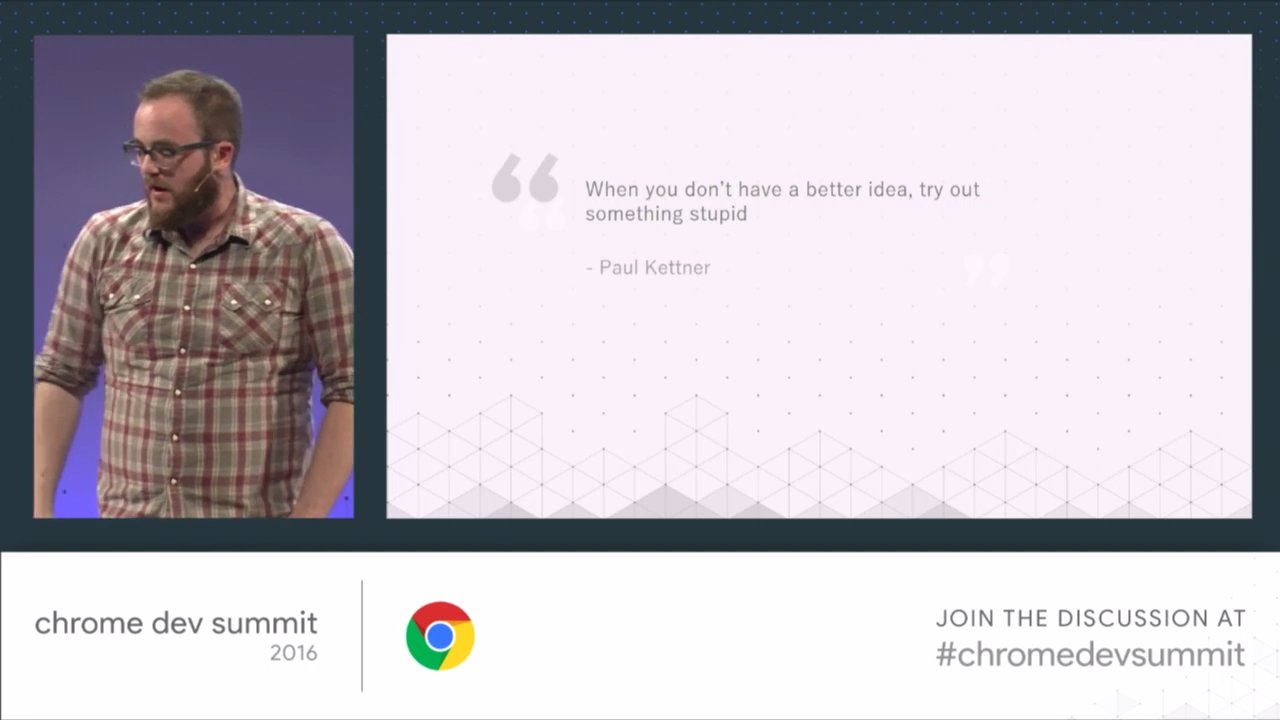 When you don't have a better idea, try out
something stupid
- Paul Kettner
chrome dev summit
2016
JOIN THE DISCUSSION AT
#chromedevsummit